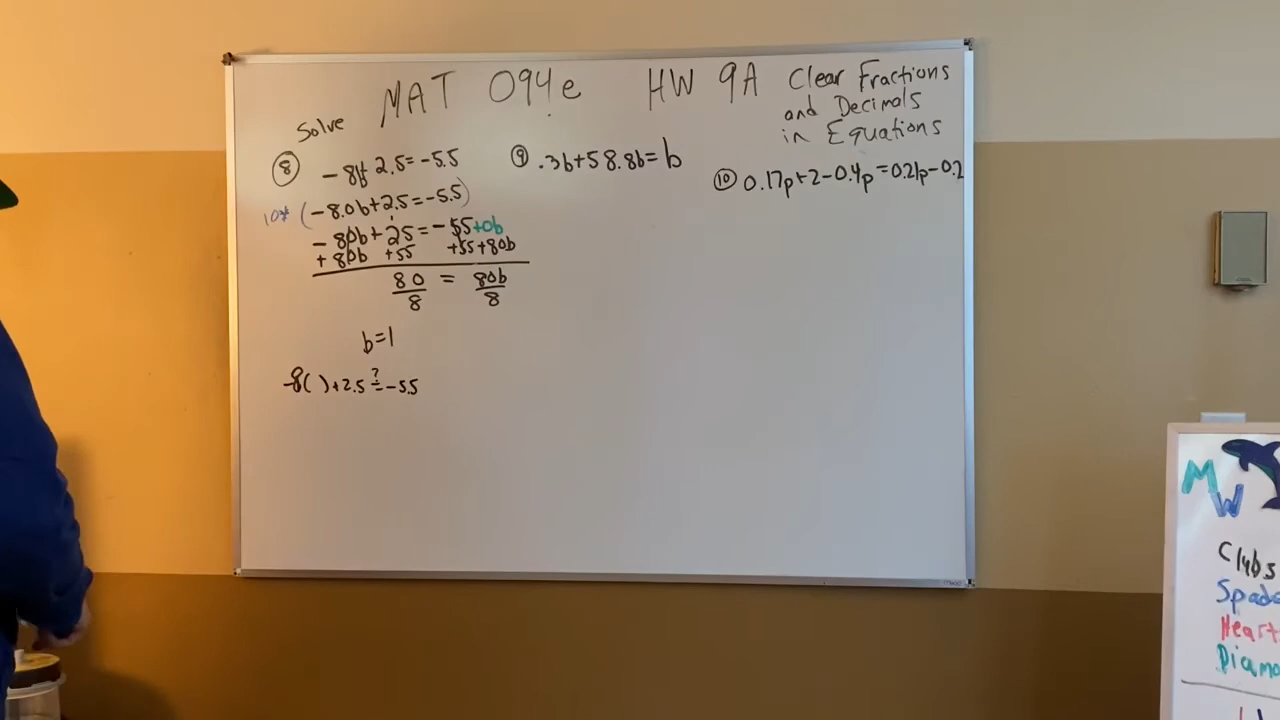 MAT 094e HW 9A Clear Fractions
and Decimals
in Equations
Solve
⑧ -8b+2.5=-5.5
10* (-8.0b+2.5=-5.5)
-80b+25=-55+0b
+80b +55 +55+80b
80 = 80b
8 8
b=1
-8( )+2.5 ≟ -5.5
⑨ .3b+58.8b=b
⑩ 0.17p+2-0.4p=0.21p-0.2
MW
Clubs
Spade
Heart
Diamo